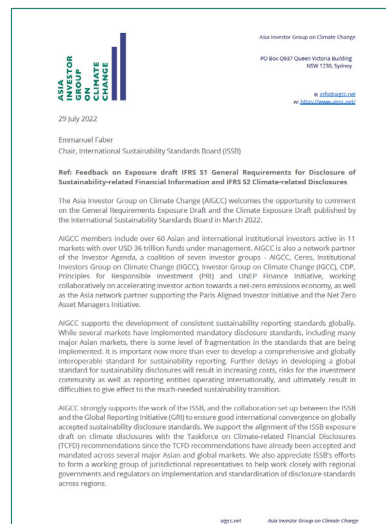 Asia Investor Group on Climate Change
PO Box Q937 Queen Victoria Building
NSW 1230, Sydney
e: info@aigcc.net
w: https://www.aigcc.net/
ASIA
INVESTOR
GROUP
ON
CLIMATE
CHANGE
29 July 2022
Emmanuel Faber
Chair, International Sustainability Standards Board (ISSB)
Ref: Feedback on Exposure draft IFRS S1 General Requirements for Disclosure of
Sustainability-related Financial Information and IFRS S2 Climate-related Disclosures
The Asia Investor Group on Climate Change (AIGCC) welcomes the opportunity to comment
on the General Requirements Exposure Draft and the Climate Exposure Draft published by
the International Sustainability Standards Board in March 2022.
AIGCC members include over 60 Asian and international institutional investors active in 11
markets with over USD 36 trillion funds under management. AIGCC is also a network partner
of the Investor Agenda, a coalition of seven investor groups - AIGCC, Ceres, Institutional
Investors Group on Climate Change (IIGCC), Investor Group on Climate Change (IGCC), CDP,
Principles for Responsible Investment (PRI) and UNEP Finance Initiative, working
collaboratively on accelerating investor action towards a net-zero emissions economy, as well
as the Asia network partner supporting the Paris Aligned Investor Initiative and the Net Zero
Asset Managers Initiative.
AIGCC supports the development of consistent sustainability reporting standards globally.
While several markets have implemented mandatory disclosure standards, including many
major Asian markets, there is some level of fragmentation in the standards that are being
implemented. It is important now more than ever to develop a comprehensive and globally
interoperable standard for sustainability reporting. Further delays in developing a global
standard for sustainability disclosures will result in increasing costs, risks for the investment
community as well as reporting entities operating internationally, and ultimately result in
difficulties to give effect to the much-needed sustainability transition.
AIGCC strongly supports the work of the ISSB, and the collaboration set up between the ISSB
and the Global Reporting Initiative (GRI) to ensure good international convergence on globally
accepted sustainability disclosure standards. We support the alignment of the ISSB exposure
draft on climate disclosures with the Taskforce on Climate-related Financial Disclosures
(TCFD) recommendations since the TCFD recommendations have already been accepted and
mandated across several major Asian and global markets. We also appreciate ISSB's efforts
to form a working group of jurisdictional representatives to help work closely with regional
governments and regulators on implementation and standardisation of disclosure standards
across regions.
aigcc.net Asia Investor Group on Climate Change